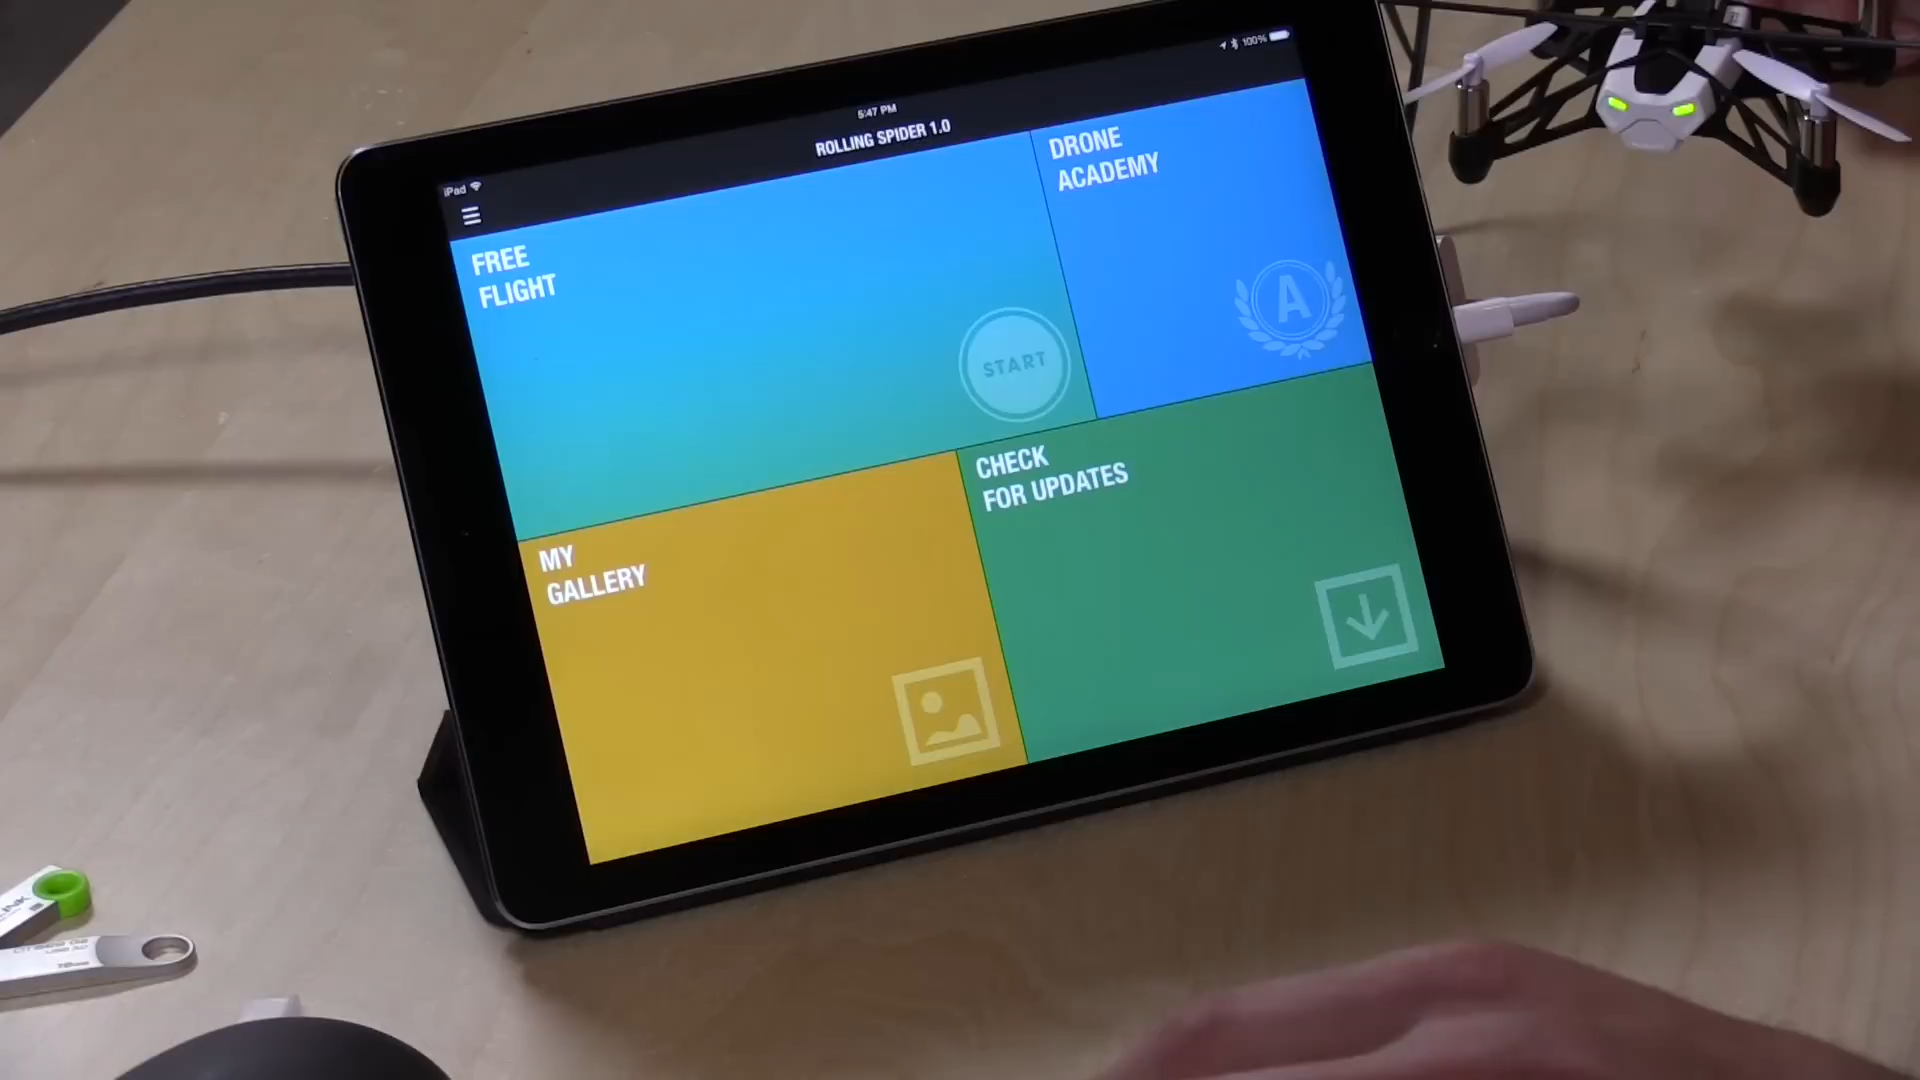 5:47 PM
100%
iPad
ROLLING SPIDER 1.0
FREE
FLIGHT
START
DRONE
ACADEMY
A
MY
GALLERY
CHECK
FOR UPDATES